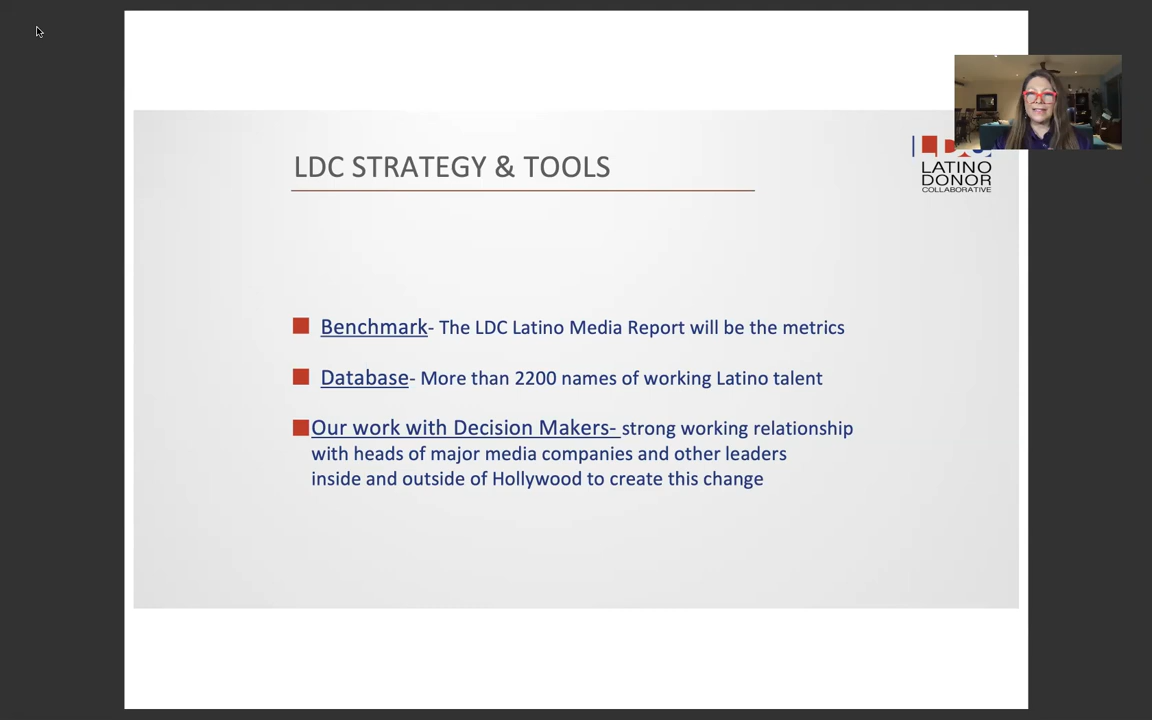 LDC STRATEGY & TOOLS
LATINO
DONOR
COLLABORATIVE
Benchmark- The LDC Latino Media Report will be the metrics
Database- More than 2200 names of working Latino talent
Our work with Decision Makers- strong working relationship
with heads of major media companies and other leaders
inside and outside of Hollywood to create this change